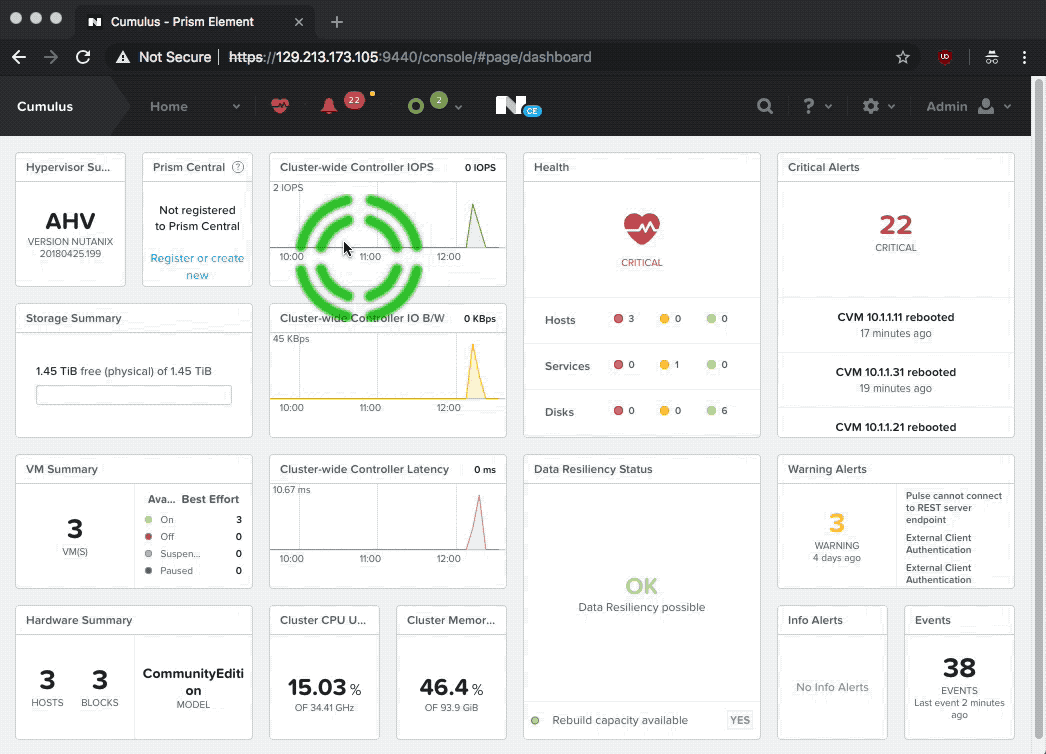 Cumulus - Prism Element
Not Secure https://129.213.173.105:9440/console/#page/dashboard
UD
Cumulus
Home
22
2
N
CE
?
Admin
Hypervisor Su...
AHV
VERSION NUTANIX
20180425.199
Prism Central ?
Not registered
to Prism Central
Register or create
new
Cluster-wide Controller IOPS 0 IOPS
2 IOPS
10:00 11:00 12:00
Health
CRITICAL
Hosts 3 0 0
Services 0 1 0
Disks 0 0 6
Critical Alerts
22
CRITICAL
CVM 10.1.1.11 rebooted
17 minutes ago
CVM 10.1.1.31 rebooted
19 minutes ago
CVM 10.1.1.21 rebooted
Storage Summary
1.45 TiB free (physical) of 1.45 TiB
Cluster-wide Controller IO B/W 0 KBps
45 KBps
10:00 11:00 12:00
VM Summary
3
VM(S)
Ava... Best Effort
On 3
Off 0
Suspen... 0
Paused 0
Cluster-wide Controller Latency 0 ms
10.67 ms
10:00 11:00 12:00
Data Resiliency Status
OK
Data Resiliency possible
Rebuild capacity available YES
Warning Alerts
3
WARNING
4 days ago
Pulse cannot connect
to REST server
endpoint
External Client
Authentication
External Client
Authentication
Hardware Summary
3
HOSTS
3
BLOCKS
CommunityEditi
on
MODEL
Cluster CPU U...
15.03 %
OF 34.41 GHz
Cluster Memor...
46.4 %
OF 93.9 GiB
Info Alerts
No Info Alerts
Events
38
EVENTS
Last event 2 minutes
ago